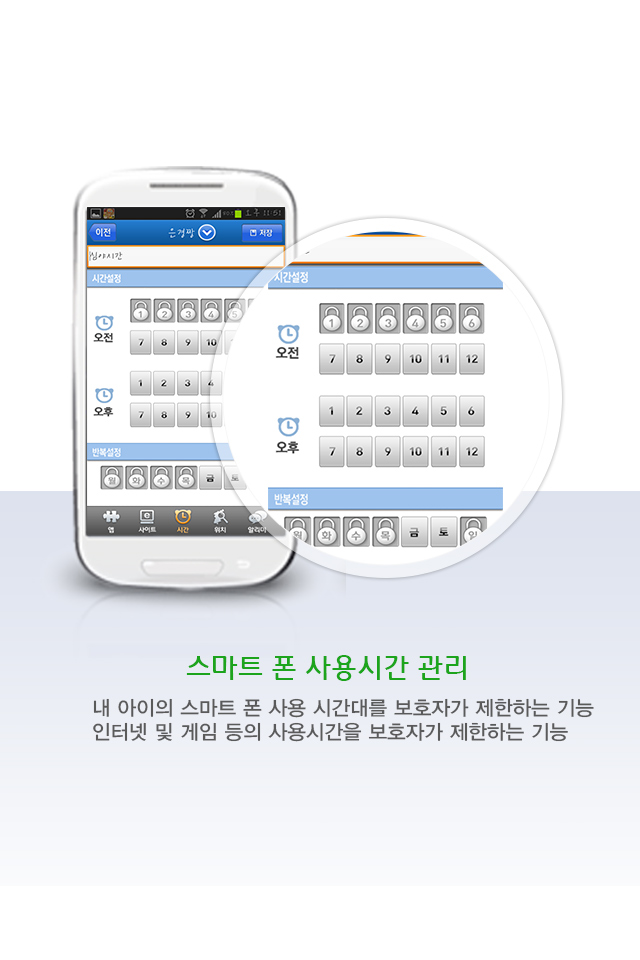 오후 11:51
이전
은경짱
저장
심야시간
시간설정
오전
1 2 3 4 5
7 8 9 10
오후
1 2 3 4
7 8 9 10
반복설정
월 화 수 목 금 토
앱 사이트 시간 위치 알리미
시간설정
오전
1 2 3 4 5 6
7 8 9 10 11 12
오후
1 2 3 4 5 6
7 8 9 10 11 12
반복설정
월 화 수 목 금 토 일
스마트 폰 사용시간 관리
내 아이의 스마트 폰 사용 시간대를 보호자가 제한하는 기능
인터넷 및 게임 등의 사용시간을 보호자가 제한하는 기능